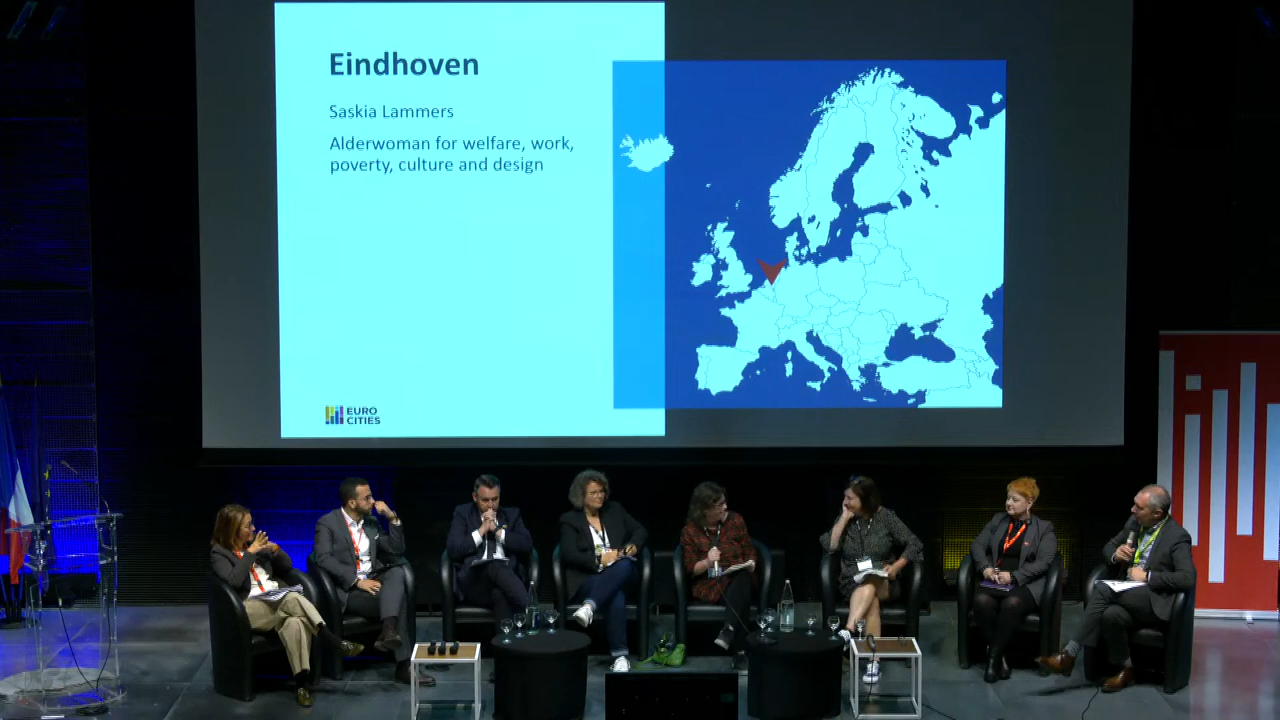 Eindhoven
Saskia Lammers
Alderwoman for welfare, work,
poverty, culture and design
EURO
CITIES